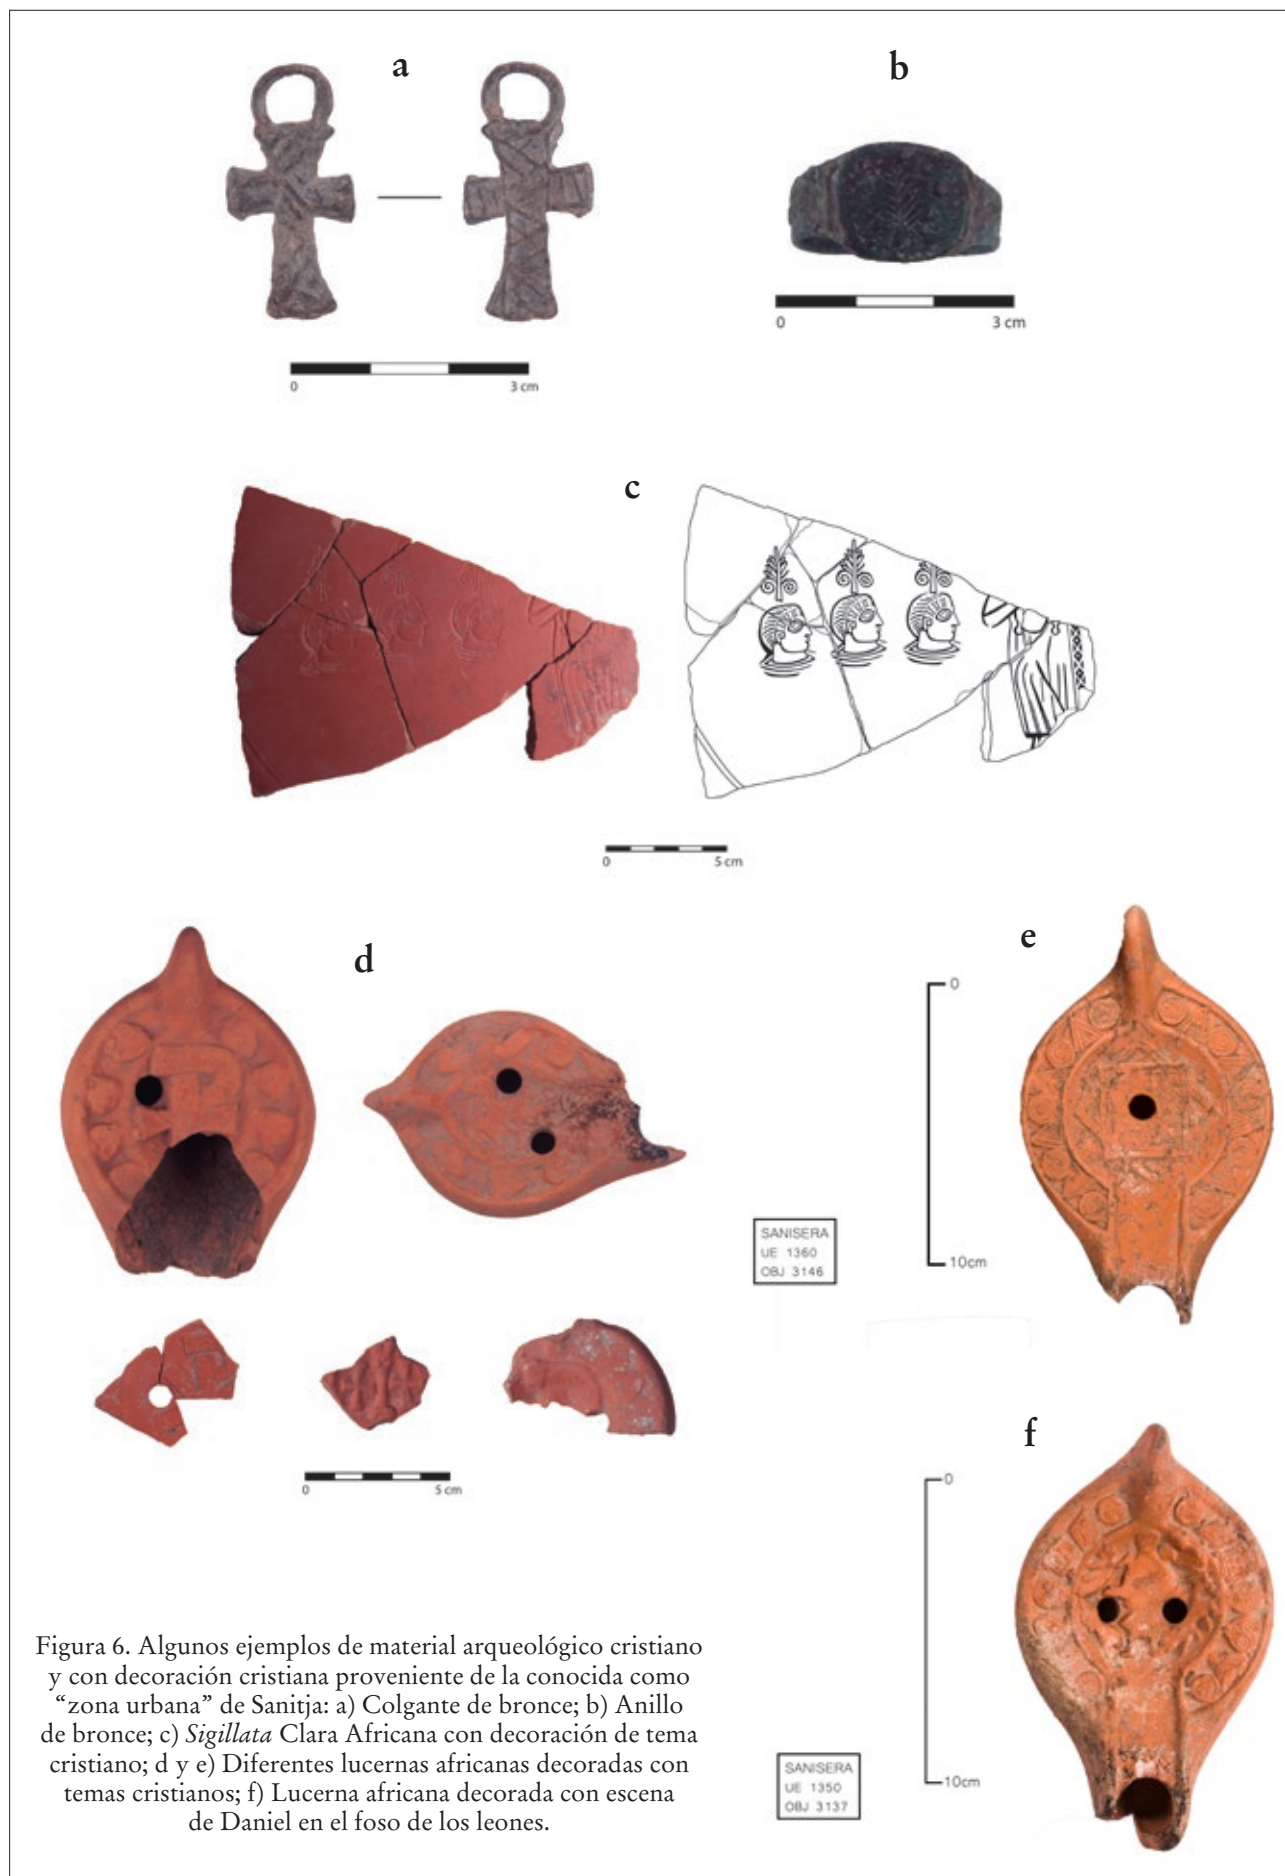 a
b
0 3 cm
0 3 cm
c
0 5 cm
d
e
0
10cm
SANISERA
UE 1360
OBJ 3146
0 5 cm
f
0
10cm
SANISERA
UE 1350
OBJ 3137
Figura 6. Algunos ejemplos de material arqueológico cristiano
y con decoración cristiana proveniente de la conocida como
“zona urbana” de Sanitja: a) Colgante de bronce; b) Anillo
de bronce; c) Sigillata Clara Africana con decoración de tema
cristiano; d y e) Diferentes lucernas africanas decoradas con
temas cristianos; f) Lucerna africana decorada con escena
de Daniel en el foso de los leones.